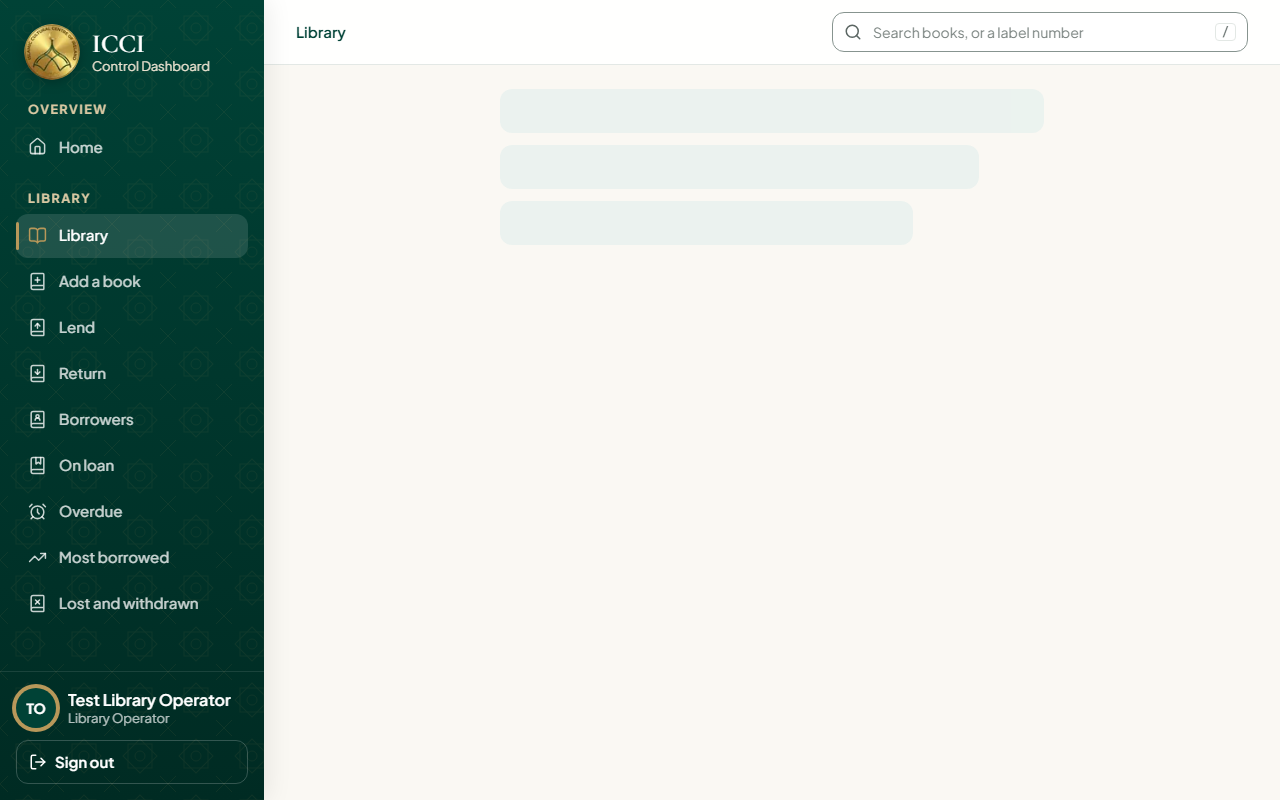 ICCI
Control Dashboard
OVERVIEW
Home
LIBRARY
Library
Add a book
Lend
Return
Borrowers
On loan
Overdue
Most borrowed
Lost and withdrawn
TO
Test Library Operator
Library Operator
Sign out
Library
Search books, or a label number
/